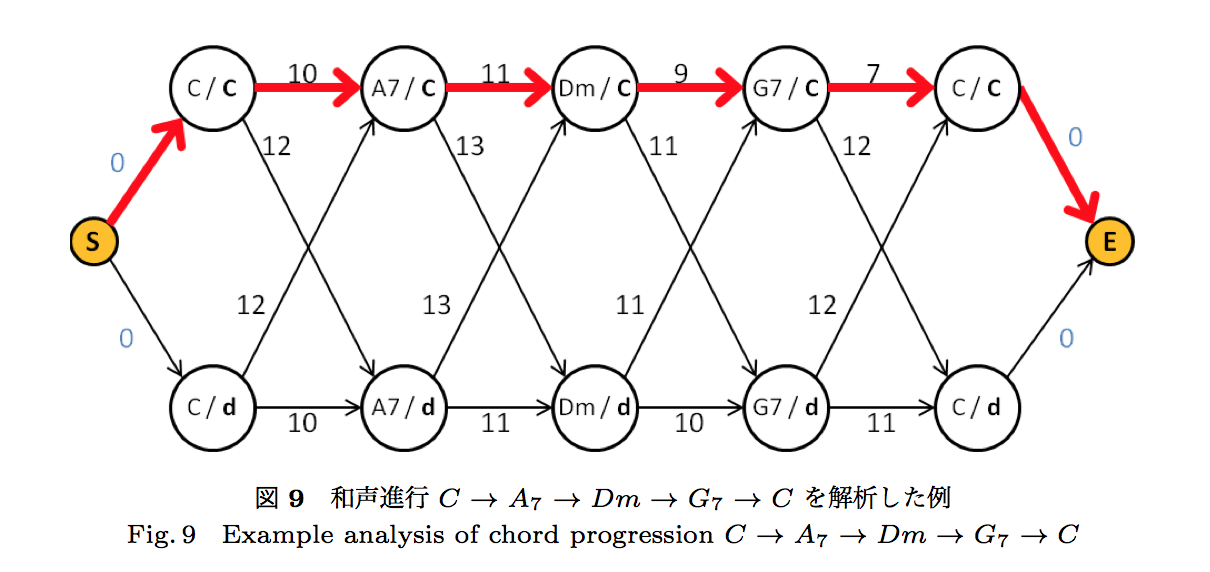 10 11 9 7
C / C A7 / C Dm / C G7 / C C / C
12 13 11 12 0
0
S E
12 13 11 12
0 0
C / d A7 / d Dm / d G7 / d C / d
10 11 10 11
図 9 和声進行 C → A₇ → Dm → G₇ → C を解析した例
Fig. 9 Example analysis of chord progression C → A₇ → Dm → G₇ → C